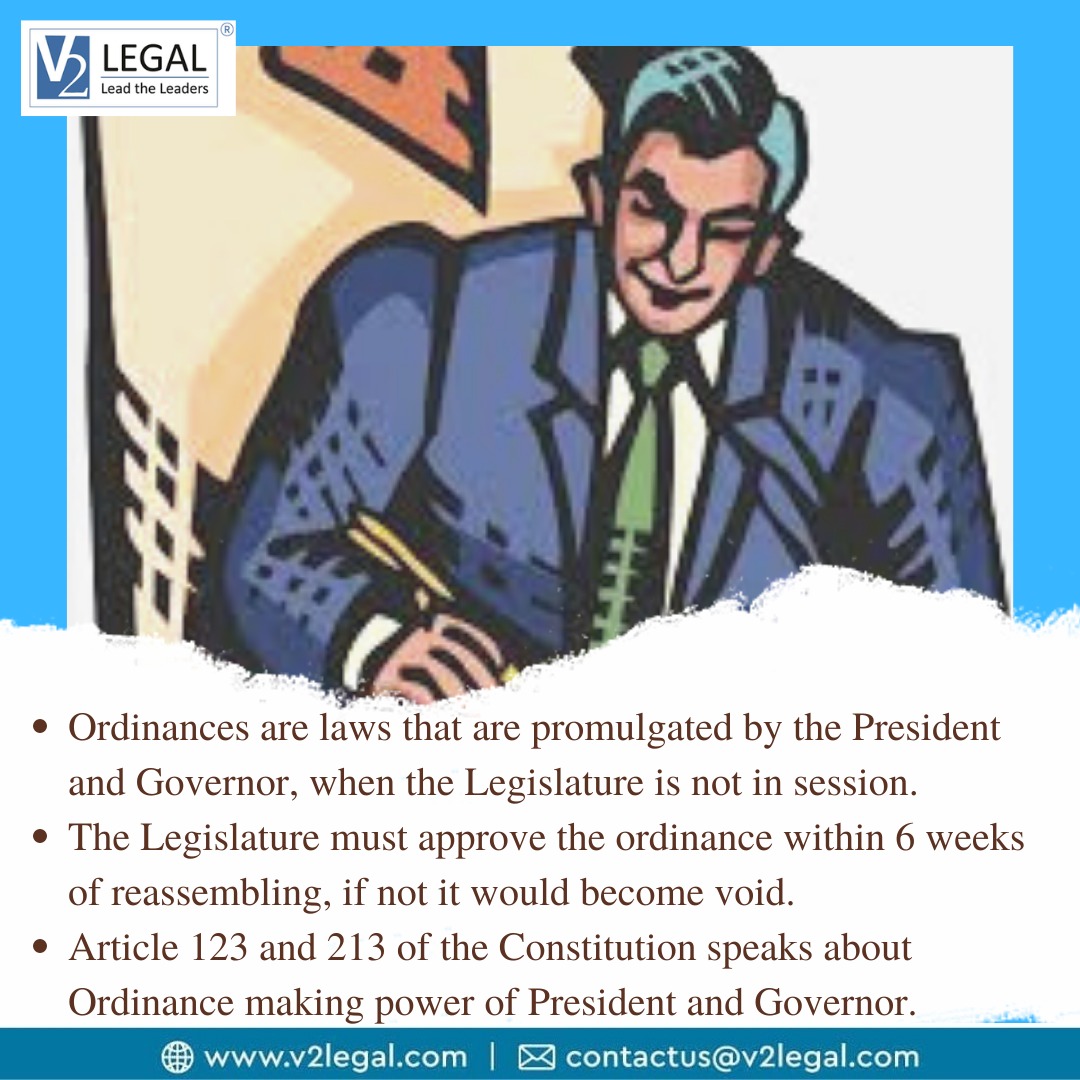 V2 LEGAL ®
Lead the Leaders
• Ordinances are laws that are promulgated by the President
and Governor, when the Legislature is not in session.
• The Legislature must approve the ordinance within 6 weeks
of reassembling, if not it would become void.
• Article 123 and 213 of the Constitution speaks about
Ordinance making power of President and Governor.
www.v2legal.com | contactus@v2legal.com